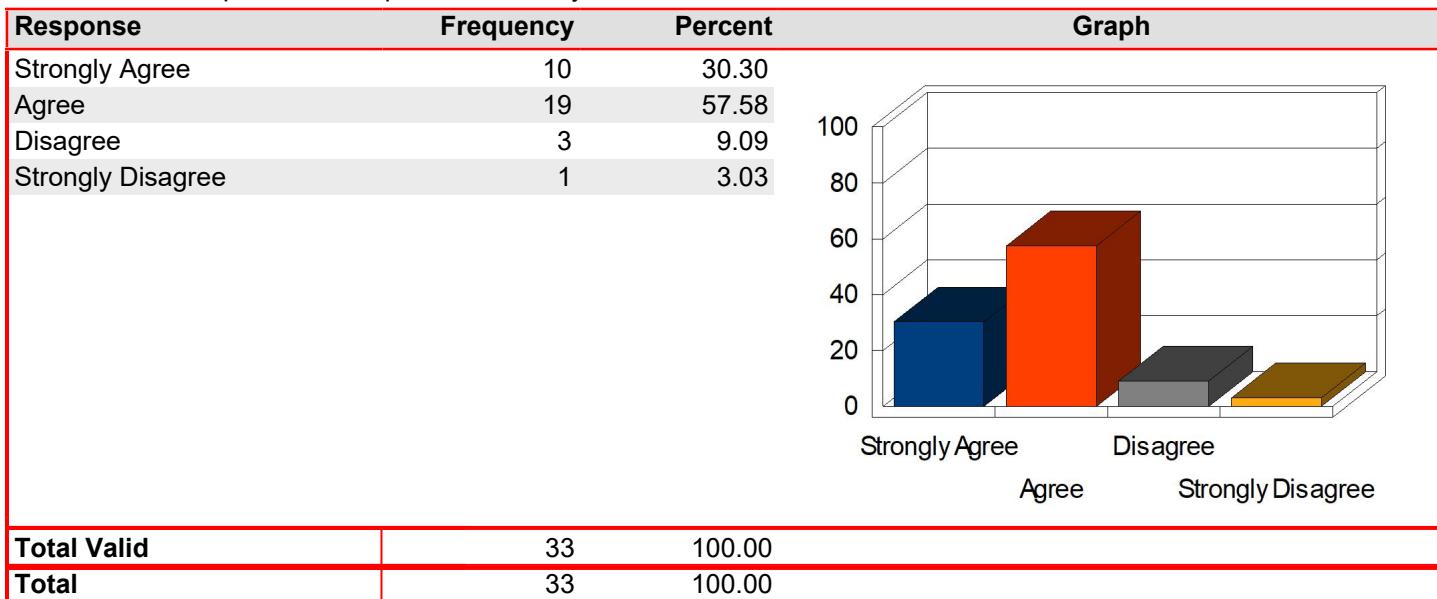 Response Frequency Percent Graph
Strongly Agree 10 30.30
Agree 19 57.58
Disagree 3 9.09
Strongly Disagree 1 3.03
100
80
60
40
20
0
Strongly Agree Disagree
Agree Strongly Disagree
Total Valid 33 100.00
Total 33 100.00